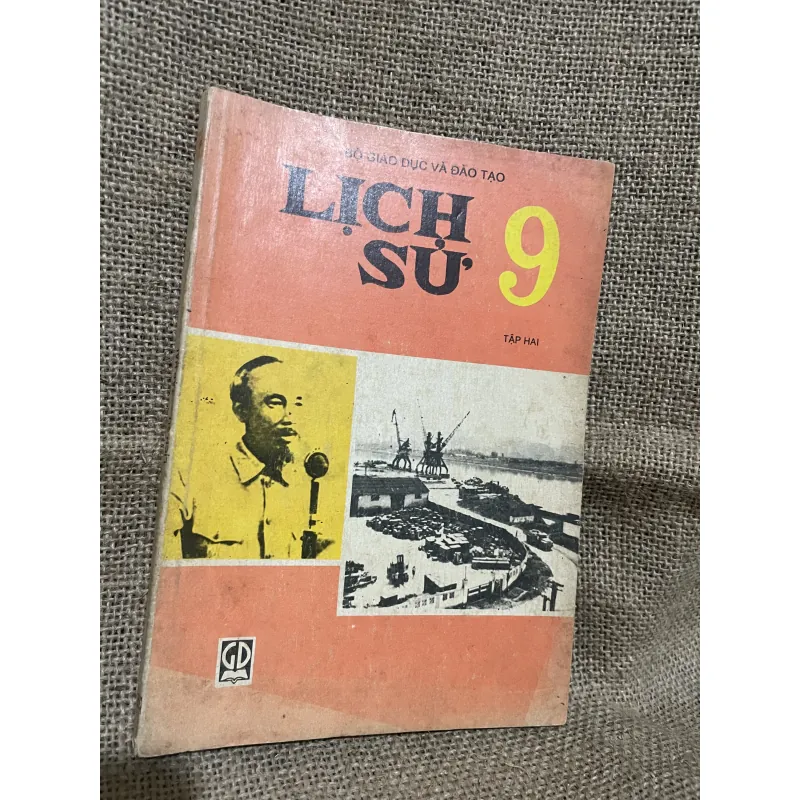 BỘ GIÁO DỤC VÀ ĐÀO TẠO
LỊCH
SỬ
9
TẬP HAI
GD